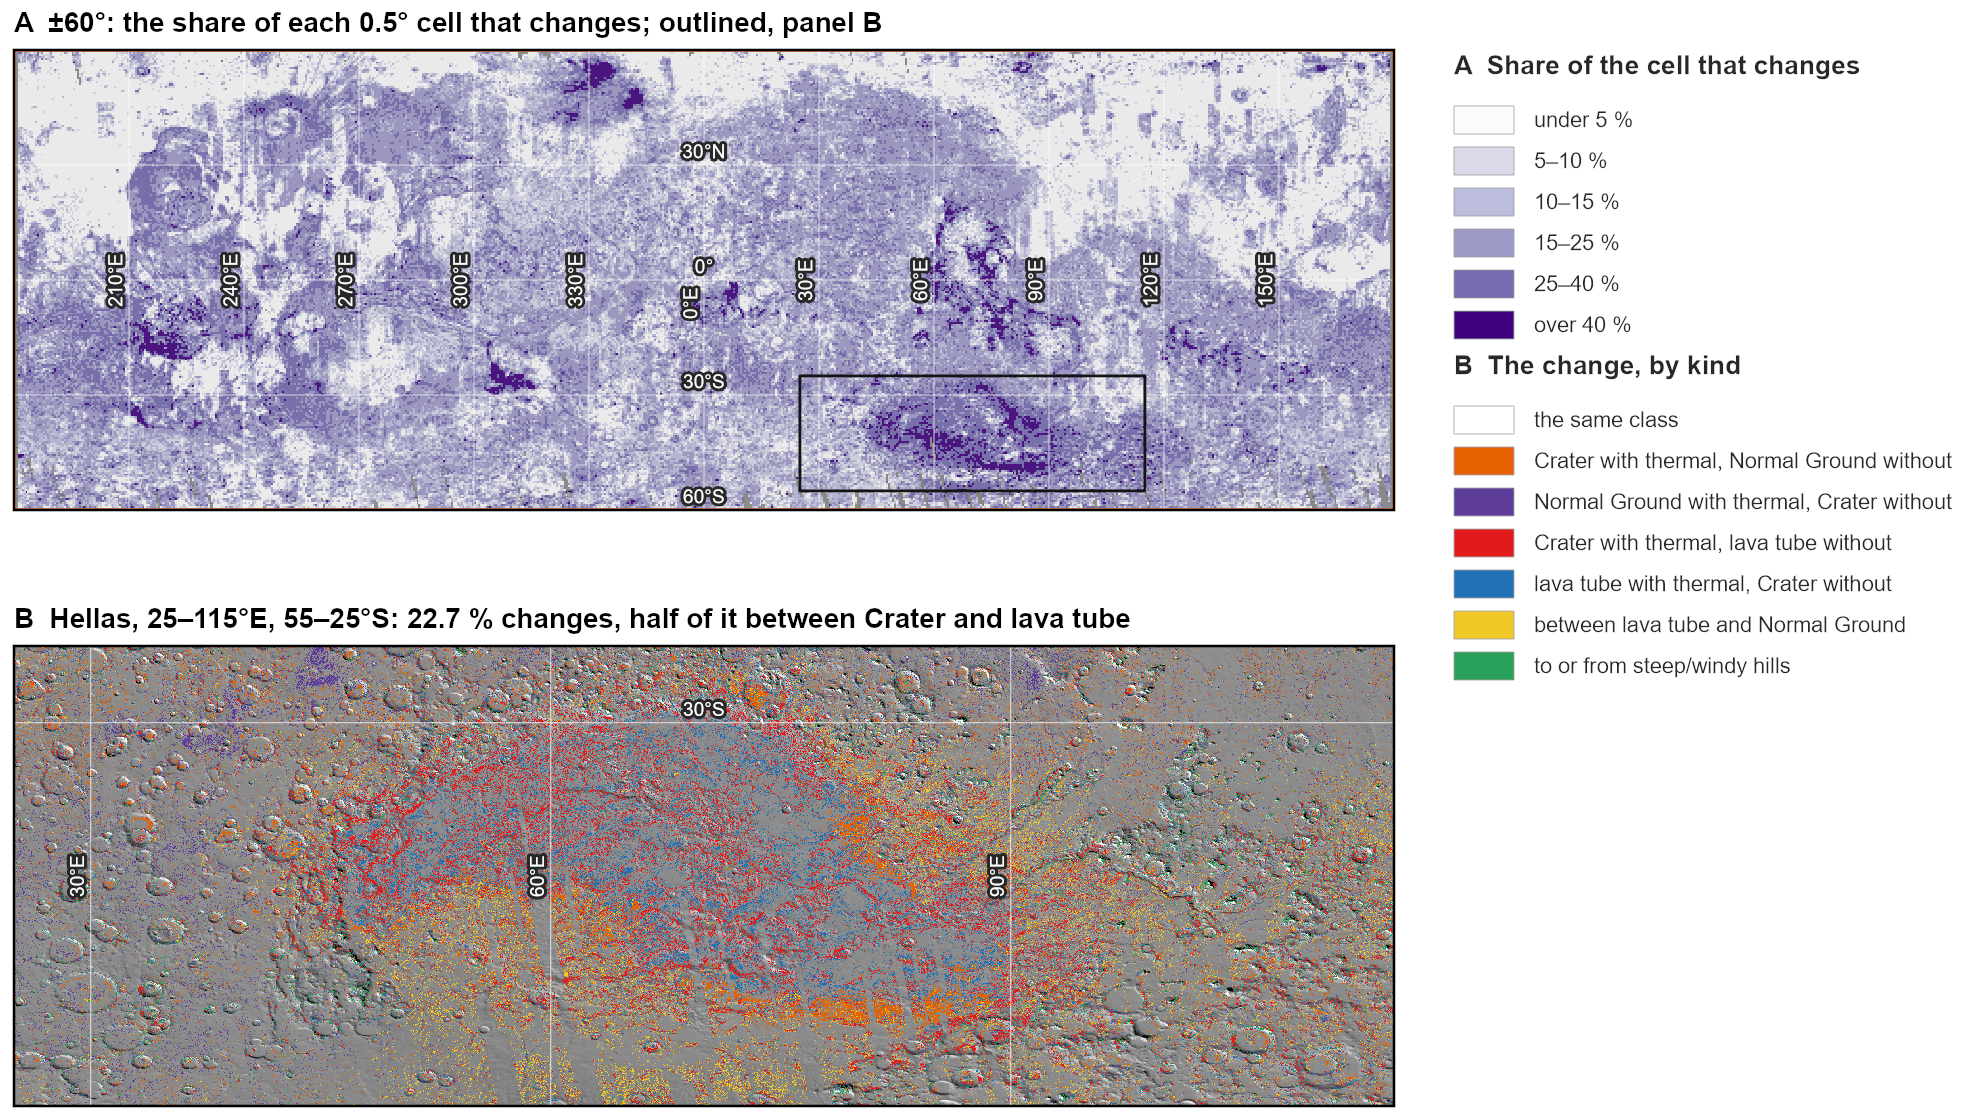 A ±60°: the share of each 0.5° cell that changes; outlined, panel B
30°N
210°E
240°E
270°E
300°E
330°E
0°
0°E
30°E
60°E
90°E
120°E
150°E
30°S
60°S
A Share of the cell that changes
under 5 %
5–10 %
10–15 %
15–25 %
25–40 %
over 40 %
B The change, by kind
the same class
Crater with thermal, Normal Ground without
Normal Ground with thermal, Crater without
Crater with thermal, lava tube without
lava tube with thermal, Crater without
between lava tube and Normal Ground
to or from steep/windy hills
B Hellas, 25–115°E, 55–25°S: 22.7 % changes, half of it between Crater and lava tube
30°S
30°E
60°E
90°E